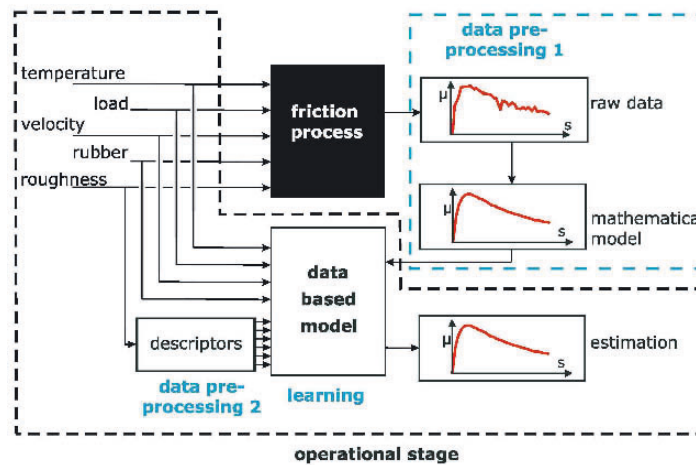 data pre-
processing 1
temperature
load
velocity
rubber
roughness
friction
process
μ
s
raw data
μ
s
mathematical
model
data
based
model
descriptors
data pre-
processing 2
learning
μ
s
estimation
operational stage